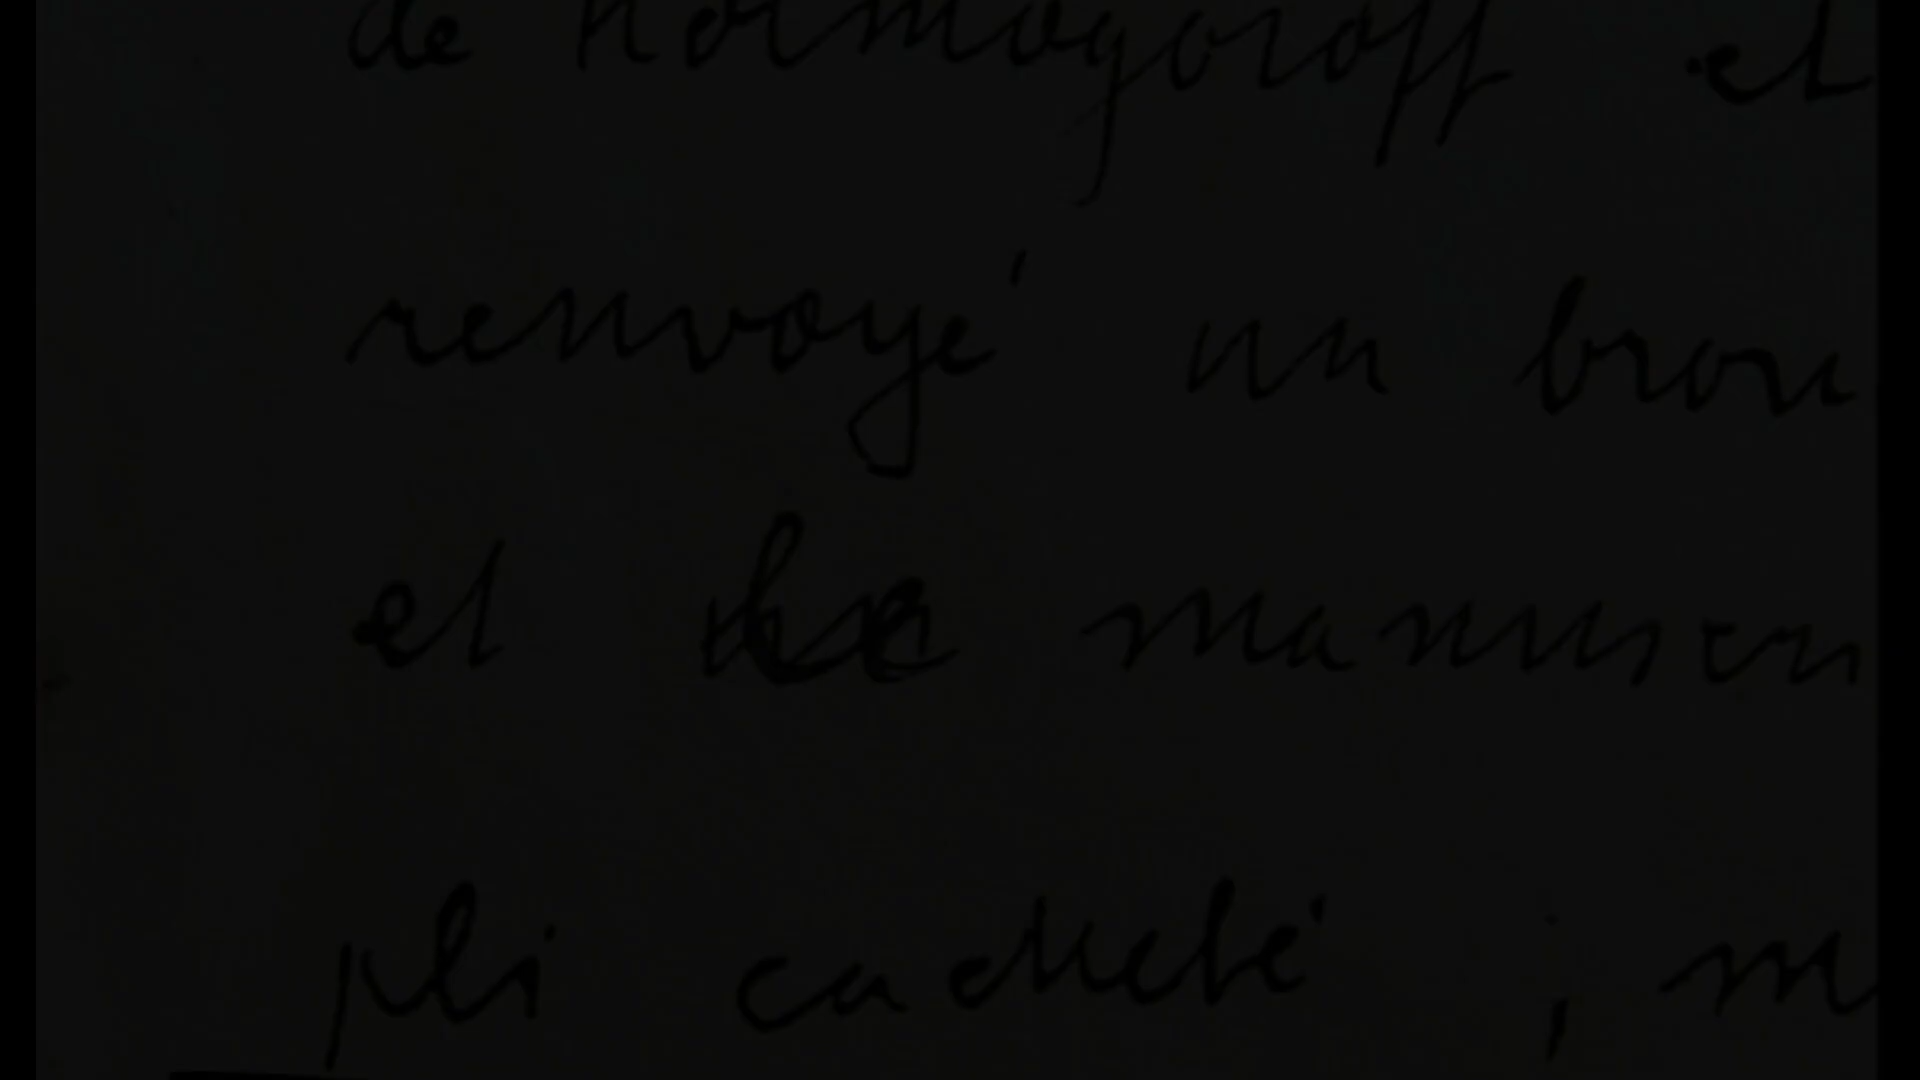 de Kolmogoroff et
renvoyé un brou
et le manuscri
pli cacheté ; m